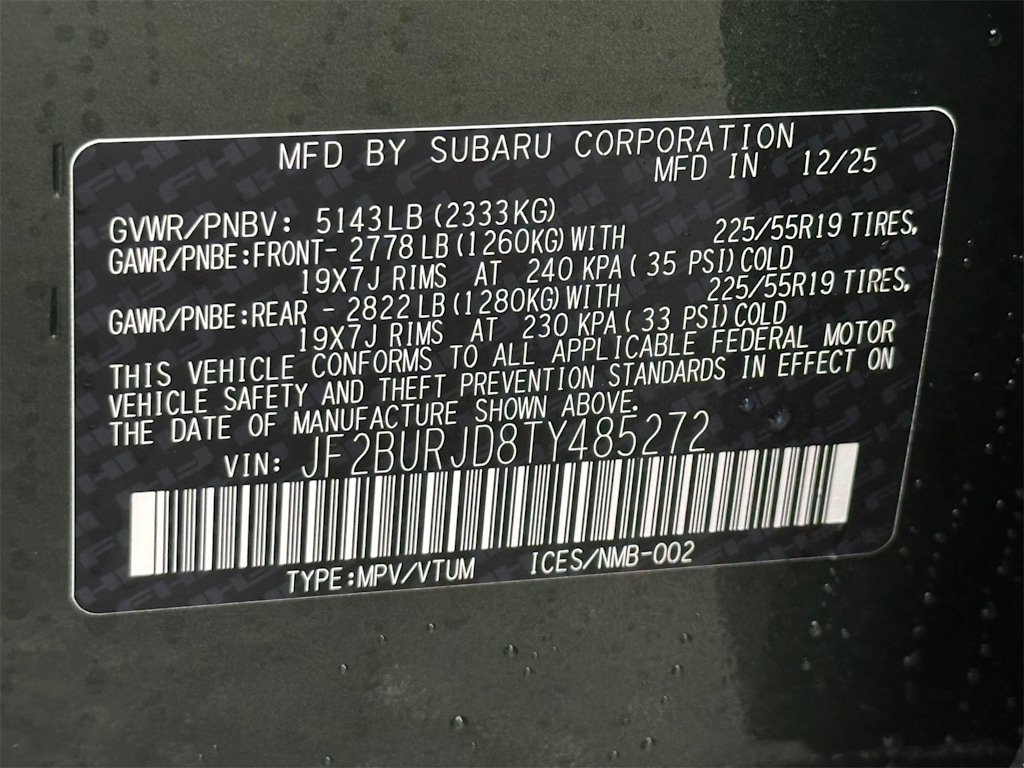 MFD BY SUBARU CORPORATION
MFD IN 12/25
GVWR/PNBV: 5143LB (2333KG)
GAWR/PNBE:FRONT- 2778 LB (1260KG) WITH 225/55R19 TIRES,
19X7J RIMS AT 240 KPA ( 35 PSI) COLD
GAWR/PNBE:REAR - 2822 LB (1280KG) WITH 225/55R19 TIRES,
19X7J RIMS AT 230 KPA ( 33 PSI) COLD
THIS VEHICLE CONFORMS TO ALL APPLICABLE FEDERAL MOTOR
VEHICLE SAFETY AND THEFT PREVENTION STANDARDS IN EFFECT ON
THE DATE OF MANUFACTURE SHOWN ABOVE.
VIN: JF2BURJD8TY485272
TYPE:MPV/VTUM ICES/NMB-002